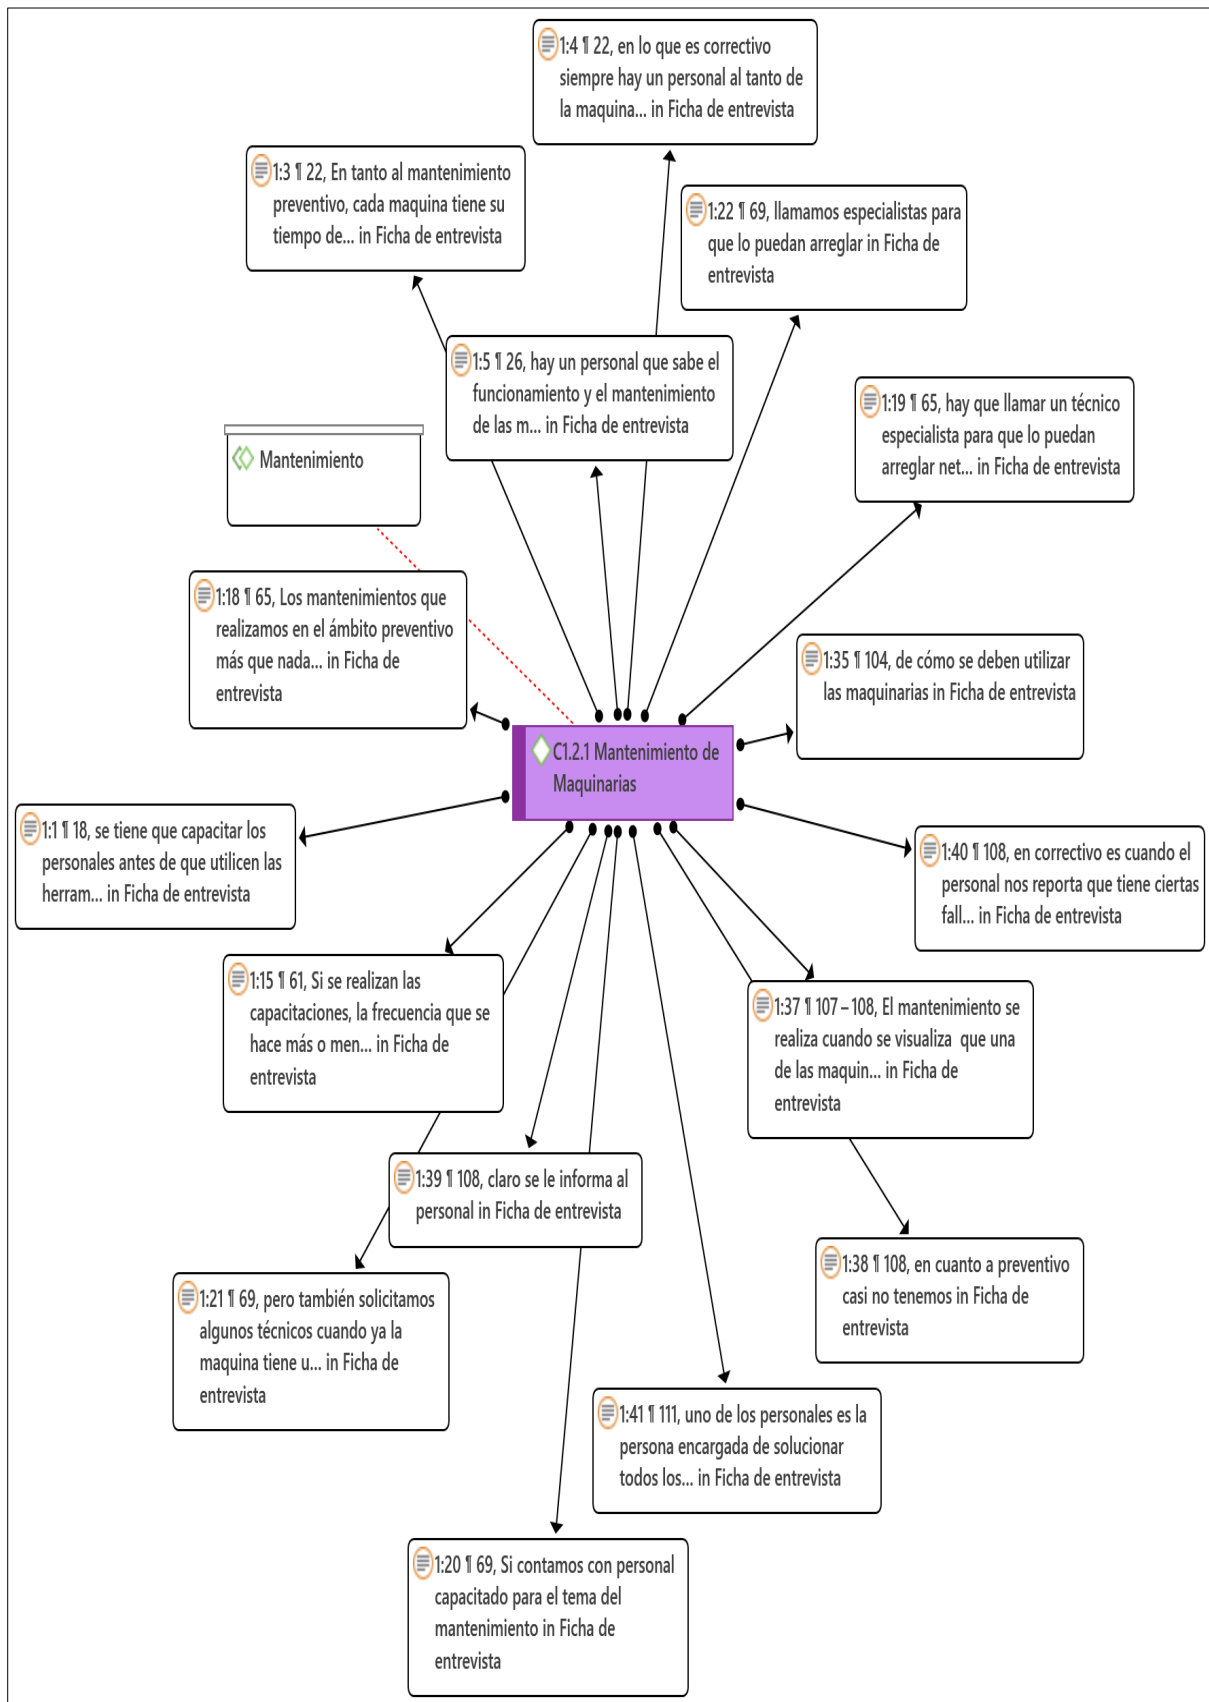 1:4 ¶ 22, en lo que es correctivo
siempre hay un personal al tanto de
la maquina... in Ficha de entrevista
1:3 ¶ 22, En tanto al mantenimiento
preventivo, cada maquina tiene su
tiempo de... in Ficha de entrevista
1:22 ¶ 69, llamamos especialistas para
que lo puedan arreglar in Ficha de
entrevista
1:5 ¶ 26, hay un personal que sabe el
funcionamiento y el mantenimiento
de las m... in Ficha de entrevista
1:19 ¶ 65, hay que llamar un técnico
especialista para que lo puedan
arreglar net... in Ficha de entrevista
Mantenimiento
1:18 ¶ 65, Los mantenimientos que
realizamos en el ámbito preventivo
más que nada... in Ficha de
entrevista
1:35 ¶ 104, de cómo se deben utilizar
las maquinarias in Ficha de entrevista
C1.2.1 Mantenimiento de
Maquinarias
1:1 ¶ 18, se tiene que capacitar los
personales antes de que utilicen las
herram... in Ficha de entrevista
1:40 ¶ 108, en correctivo es cuando el
personal nos reporta que tiene ciertas
fall... in Ficha de entrevista
1:15 ¶ 61, Si se realizan las
capacitaciones, la frecuencia que se
hace más o men... in Ficha de
entrevista
1:37 ¶ 107 – 108, El mantenimiento se
realiza cuando se visualiza que una
de las maquin... in Ficha de
entrevista
1:39 ¶ 108, claro se le informa al
personal in Ficha de entrevista
1:38 ¶ 108, en cuanto a preventivo
casi no tenemos in Ficha de
entrevista
1:21 ¶ 69, pero también solicitamos
algunos técnicos cuando ya la
maquina tiene u... in Ficha de
entrevista
1:41 ¶ 111, uno de los personales es la
persona encargada de solucionar
todos los... in Ficha de entrevista
1:20 ¶ 69, Si contamos con personal
capacitado para el tema del
mantenimiento in Ficha de
entrevista